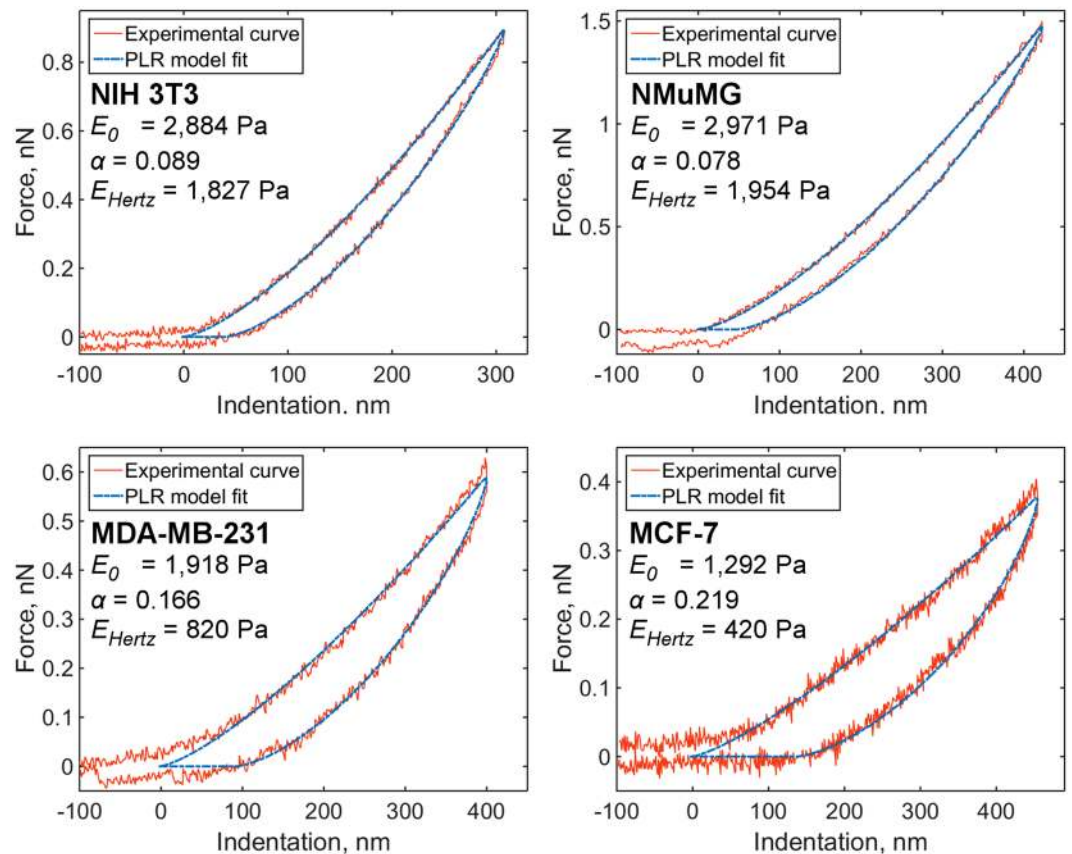 Experimental curve
PLR model fit
NIH 3T3
E0 = 2,884 Pa
α = 0.089
EHertz = 1,827 Pa
Force, nN
0.8
0.6
0.4
0.2
0
-100 0 100 200 300
Indentation. nm
Experimental curve
PLR model fit
NMuMG
E0 = 2,971 Pa
α = 0.078
EHertz = 1,954 Pa
Force, nN
1.5
1
0.5
0
-100 0 100 200 300 400
Indentation. nm
Experimental curve
PLR model fit
MDA-MB-231
E0 = 1,918 Pa
α = 0.166
EHertz = 820 Pa
Force, nN
0.6
0.5
0.4
0.3
0.2
0.1
0
-100 0 100 200 300 400
Indentation, nm
Experimental curve
PLR model fit
MCF-7
E0 = 1,292 Pa
α = 0.219
EHertz = 420 Pa
Force, nN
0.4
0.3
0.2
0.1
0
-100 0 100 200 300 400
Indentation, nm